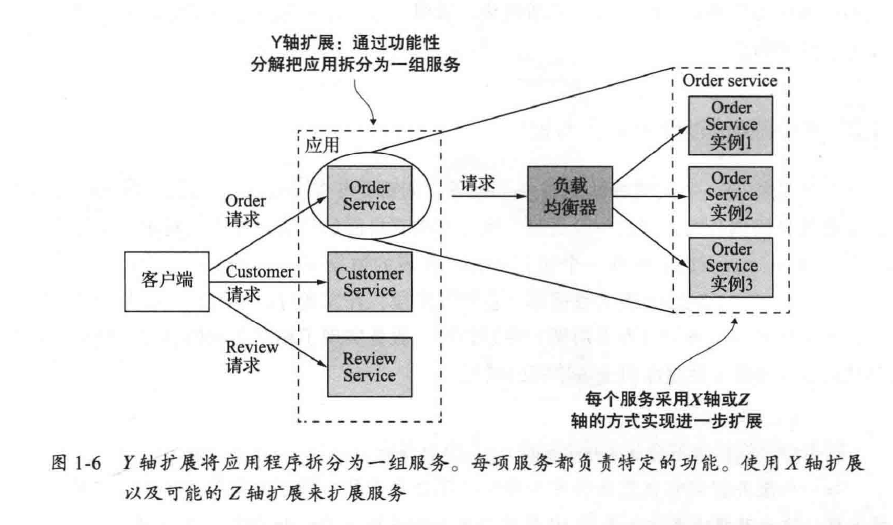 Y轴扩展：通过功能性
分解把应用拆分为一组服务
Order service
Order
Service
实例1
应用
Order
Service
请求
负载
均衡器
Order
Service
实例2
Order
请求
客户端
Customer
请求
Customer
Service
Order
Service
实例3
Review
请求
Review
Service
每个服务采用X轴或Z
轴的方式实现进一步扩展
图 1-6 Y 轴扩展将应用程序拆分为一组服务。每项服务都负责特定的功能。使用 X 轴扩展
以及可能的 Z 轴扩展来扩展服务